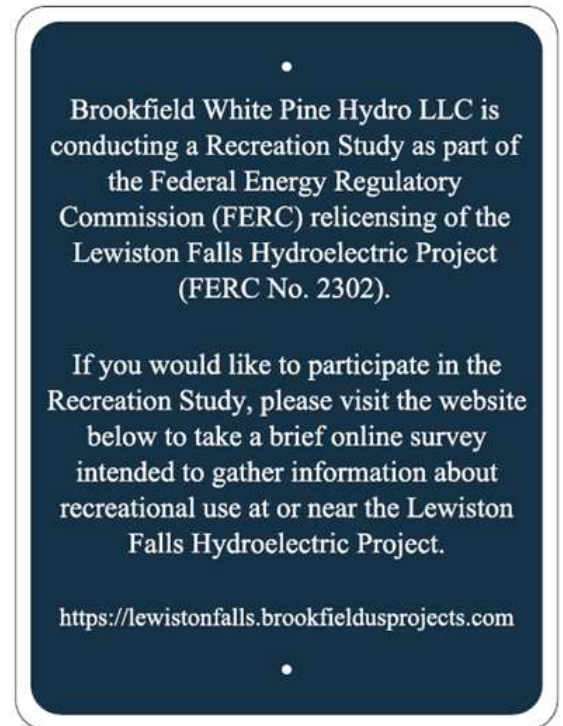 Brookfield White Pine Hydro LLC is
conducting a Recreation Study as part of
the Federal Energy Regulatory
Commission (FERC) relicensing of the
Lewiston Falls Hydroelectric Project
(FERC No. 2302).
If you would like to participate in the
Recreation Study, please visit the website
below to take a brief online survey
intended to gather information about
recreational use at or near the Lewiston
Falls Hydroelectric Project.
https://lewistonfalls.brookfieldusprojects.com